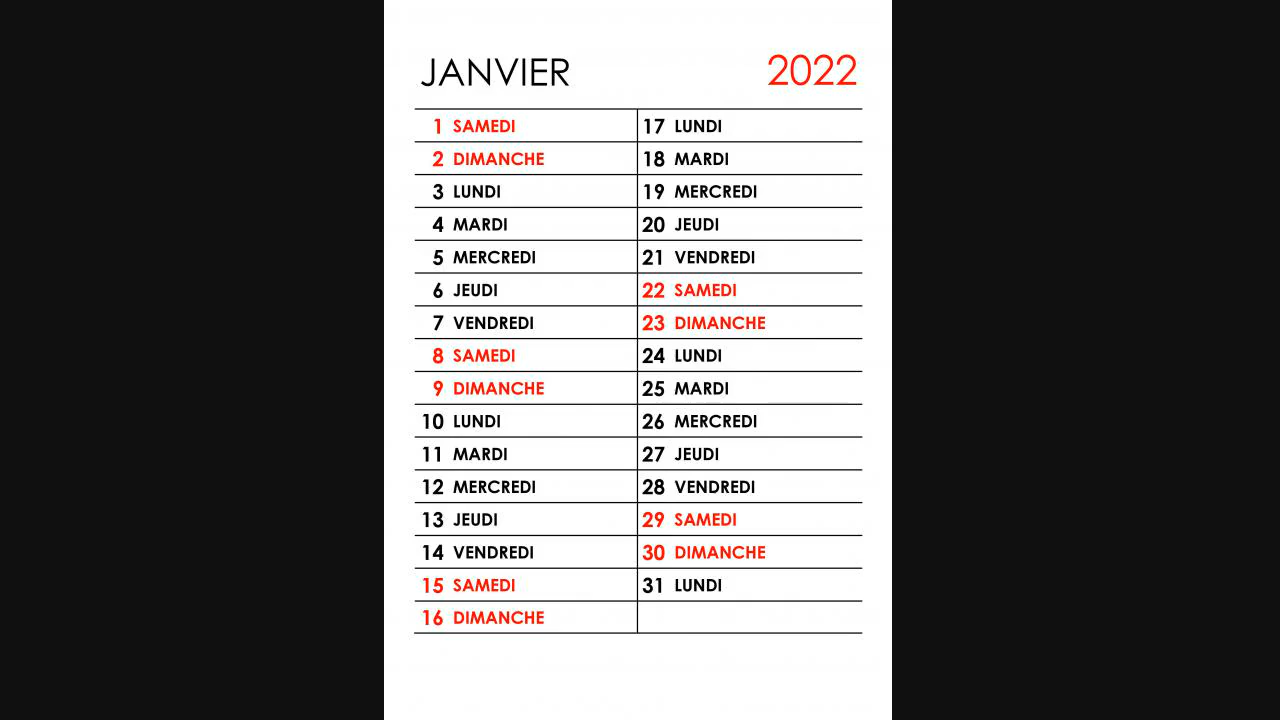 JANVIER 2022
1 SAMEDI
2 DIMANCHE
3 LUNDI
4 MARDI
5 MERCREDI
6 JEUDI
7 VENDREDI
8 SAMEDI
9 DIMANCHE
10 LUNDI
11 MARDI
12 MERCREDI
13 JEUDI
14 VENDREDI
15 SAMEDI
16 DIMANCHE
17 LUNDI
18 MARDI
19 MERCREDI
20 JEUDI
21 VENDREDI
22 SAMEDI
23 DIMANCHE
24 LUNDI
25 MARDI
26 MERCREDI
27 JEUDI
28 VENDREDI
29 SAMEDI
30 DIMANCHE
31 LUNDI